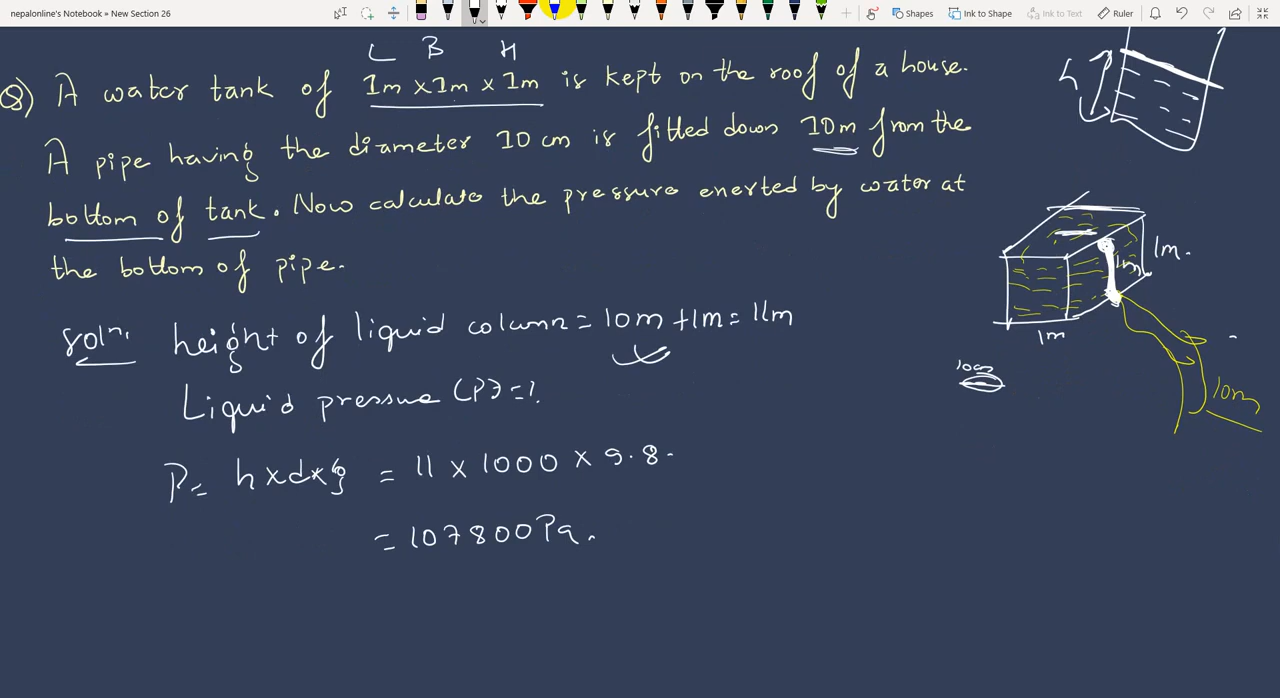 nepalonline's Notebook » New Section 26
Shapes Ink to Shape Ink to Text Ruler
L B H
Q) A water tank of 1m x 1m x 1m is kept on the roof of a house.
A pipe having the diameter 10 cm is fitted down 10m from the
bottom of tank. Now calculate the pressure enerted by water at
the bottom of pipe.
h
1m.
1m
1m
10cm
10m
Soln. height of liquid column = 10m + 1m = 11m
Liquid pressure (P) = ?
P = h x d x g = 11 x 1000 x 9.8.
= 107800 Pa.